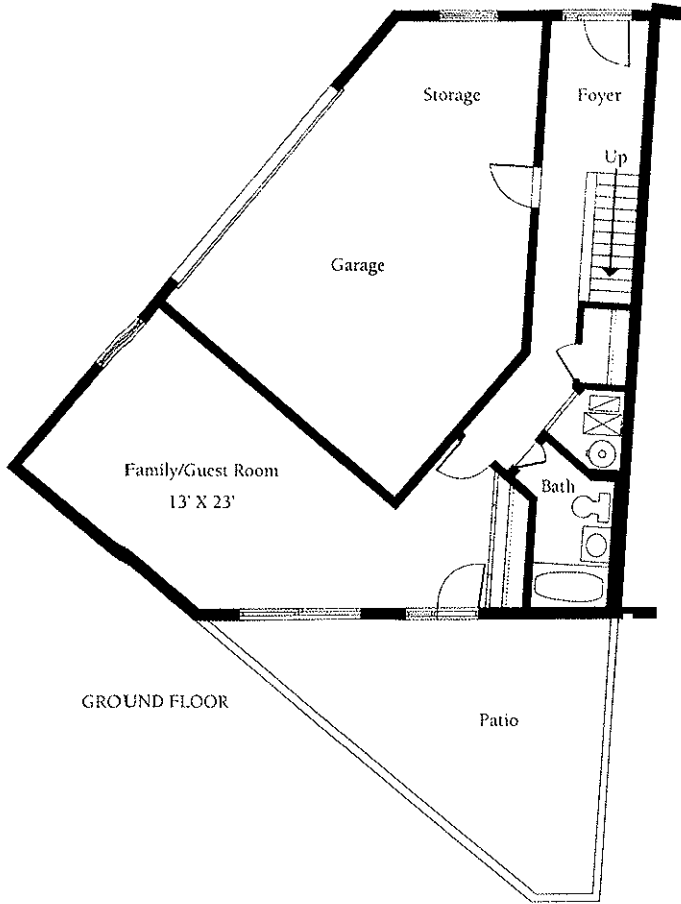 Storage
Foyer
Up
Garage
Family/Guest Room
13' X 23'
Bath
GROUND FLOOR
Patio